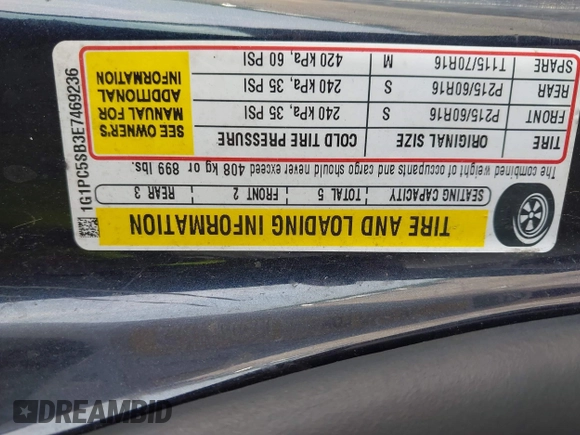 TIRE AND LOADING INFORMATION
SEATING CAPACITY TOTAL 5 FRONT 2 REAR 3
The combined weight of occupants and cargo should never exceed 408 kg or 899 lbs.
TIRE ORIGINAL SIZE COLD TIRE PRESSURE
FRONT P215/60R16 S 240 kPa, 35 PSI
REAR P215/60R16 S 240 kPa, 35 PSI
SPARE T115/70R16 M 420 kPa, 60 PSI
SEE OWNER'S
MANUAL FOR
ADDITIONAL
INFORMATION
1G1PC5SB3E7469236
DREAMBID